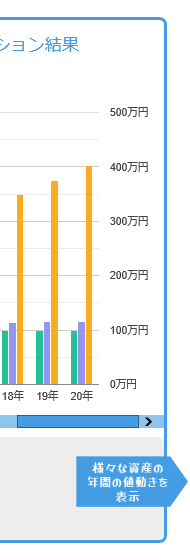 ション結果
500万円
400万円
300万円
200万円
100万円
0万円
18年 19年 20年
様々な資産の
年間の値動きを
表示